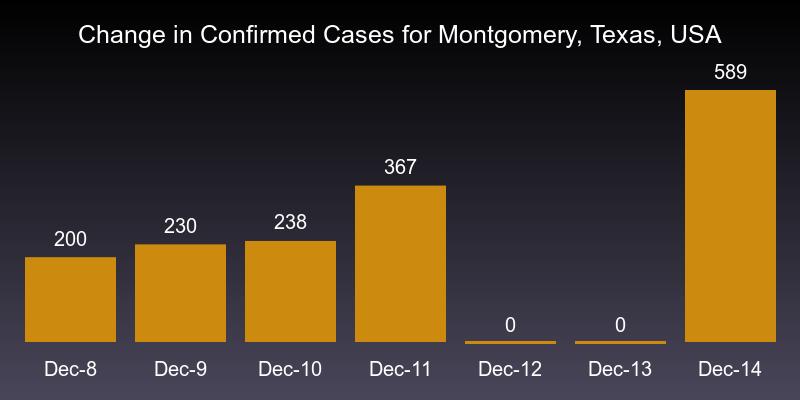 Change in Confirmed Cases for Montgomery, Texas, USA
589
367
238
230
200
0
0
Dec-8
Dec-9
Dec-10
Dec-11
Dec-12
Dec-13
Dec-14